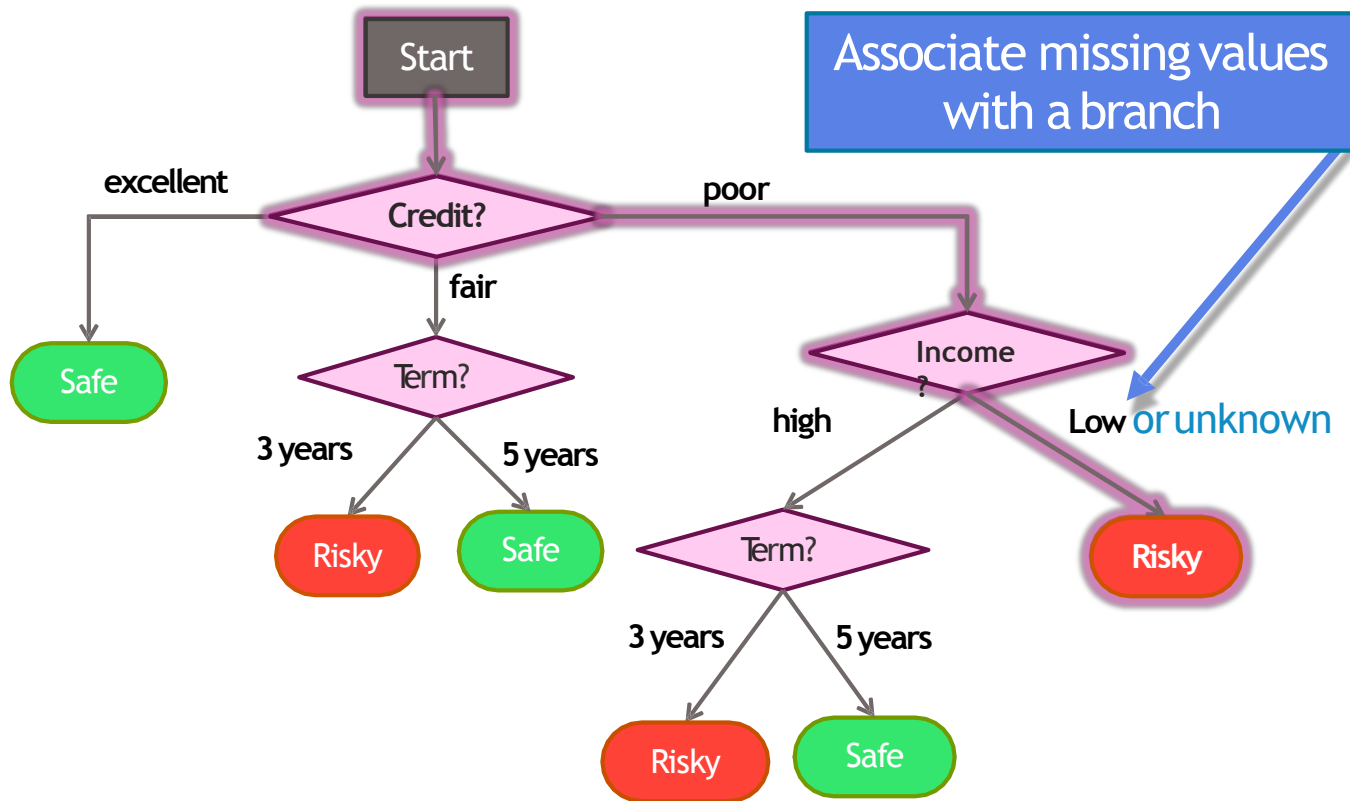 Start
Associate missing values
with a branch
excellent
poor
Credit?
fair
Safe
Term?
Income
?
high
Low or unknown
3 years
5 years
Risky
Safe
Term?
Risky
3 years
5 years
Risky
Safe